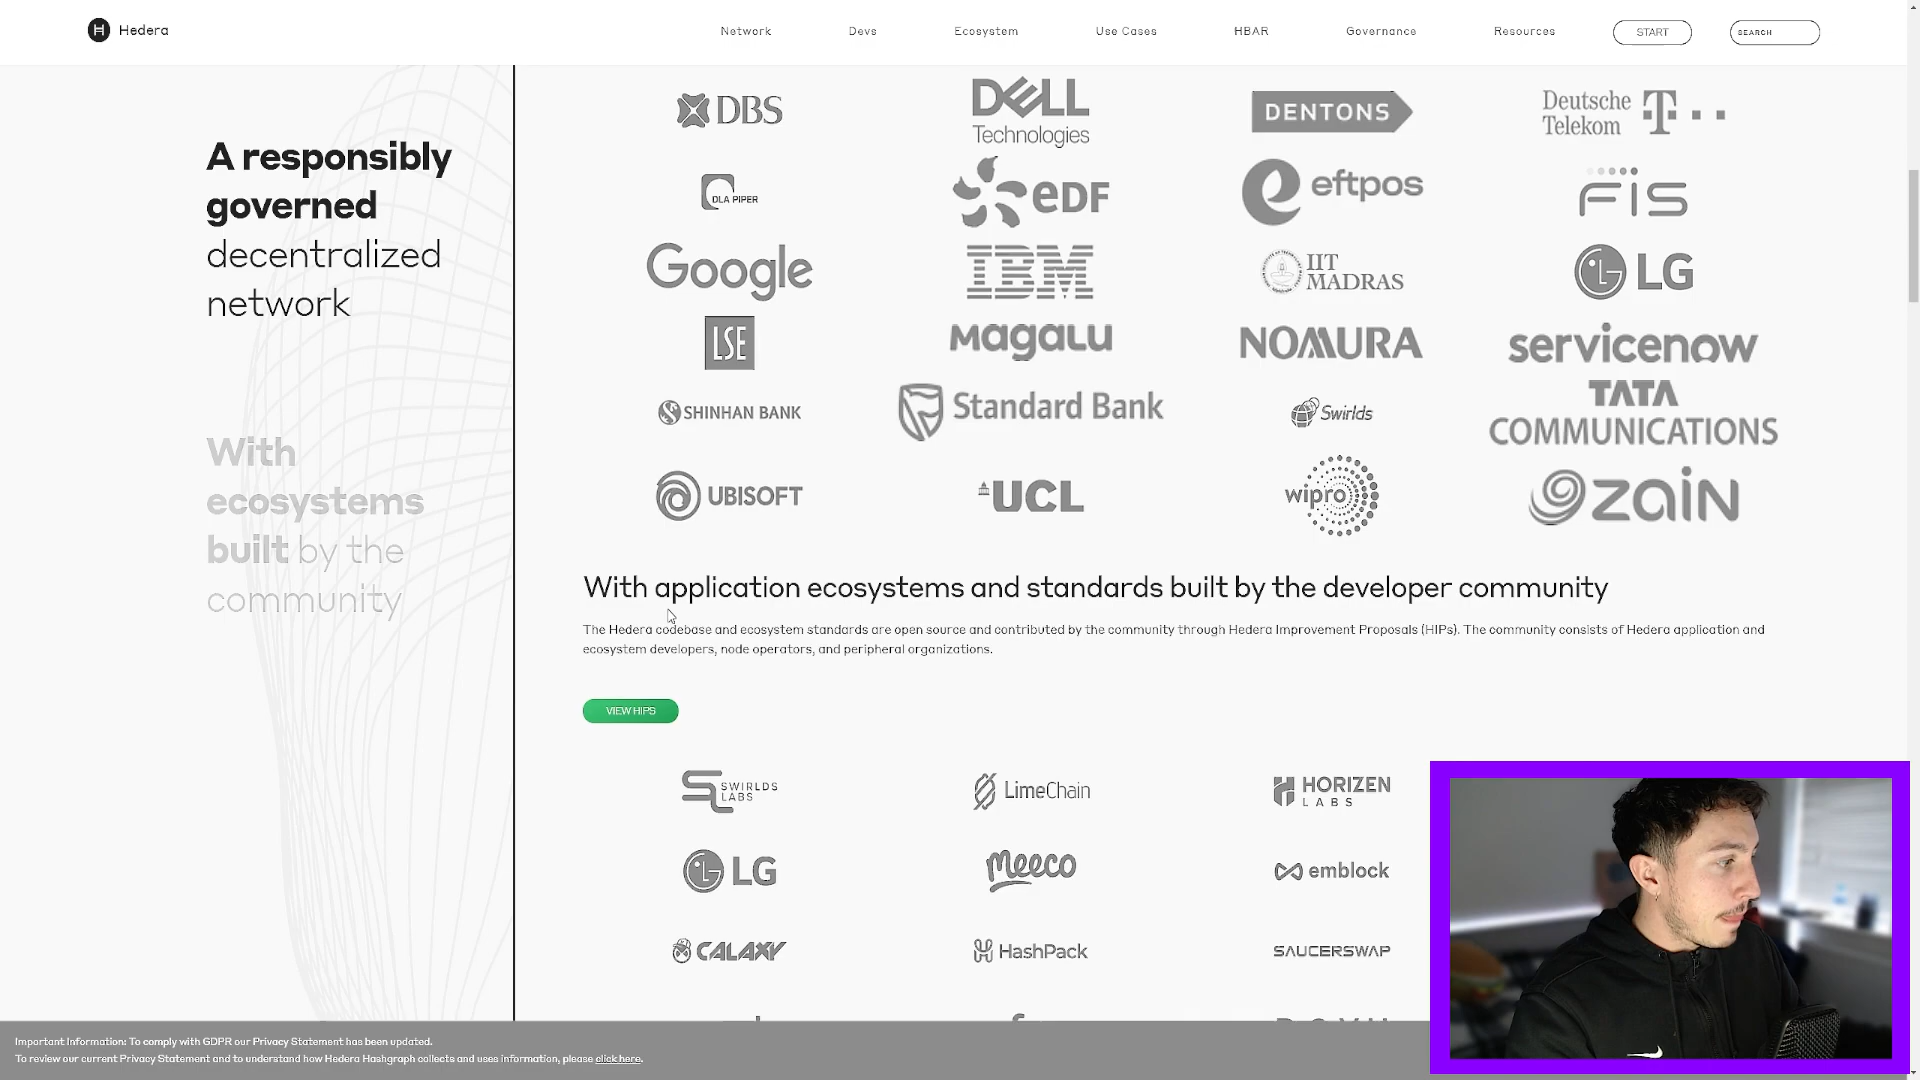 Hedera
Network
Devs
Ecosystem
Use Cases
HBAR
Governance
Resources
START
SEARCH
A responsibly
governed
decentralized
network
With
ecosystems
built by the
community
DBS
DELL
Technologies
DENTONS
Deutsche
Telekom T
DLA PIPER
eDF
eftpos
FIS
Google
IBM
IIT
MADRAS
LG
LSE
Magalu
NOMURA
servicenow
SHINHAN BANK
Standard Bank
Swirlds
TATA
COMMUNICATIONS
UBISOFT
UCL
wipro
zain
With application ecosystems and standards built by the developer community
The Hedera codebase and ecosystem standards are open source and contributed by the community through Hedera Improvement Proposals (HIPs). The community consists of Hedera application and
ecosystem developers, node operators, and peripheral organizations.
VIEW HIPS
SWIRLDS
LABS
LimeChain
HORIZEN
LABS
LG
meeco
emblock
CALAXY
HashPack
SAUCERSWAP
Important Information: To comply with GDPR our Privacy Statement has been updated.
To review our current Privacy Statement and to understand how Hedera Hashgraph collects and uses information, please click here.